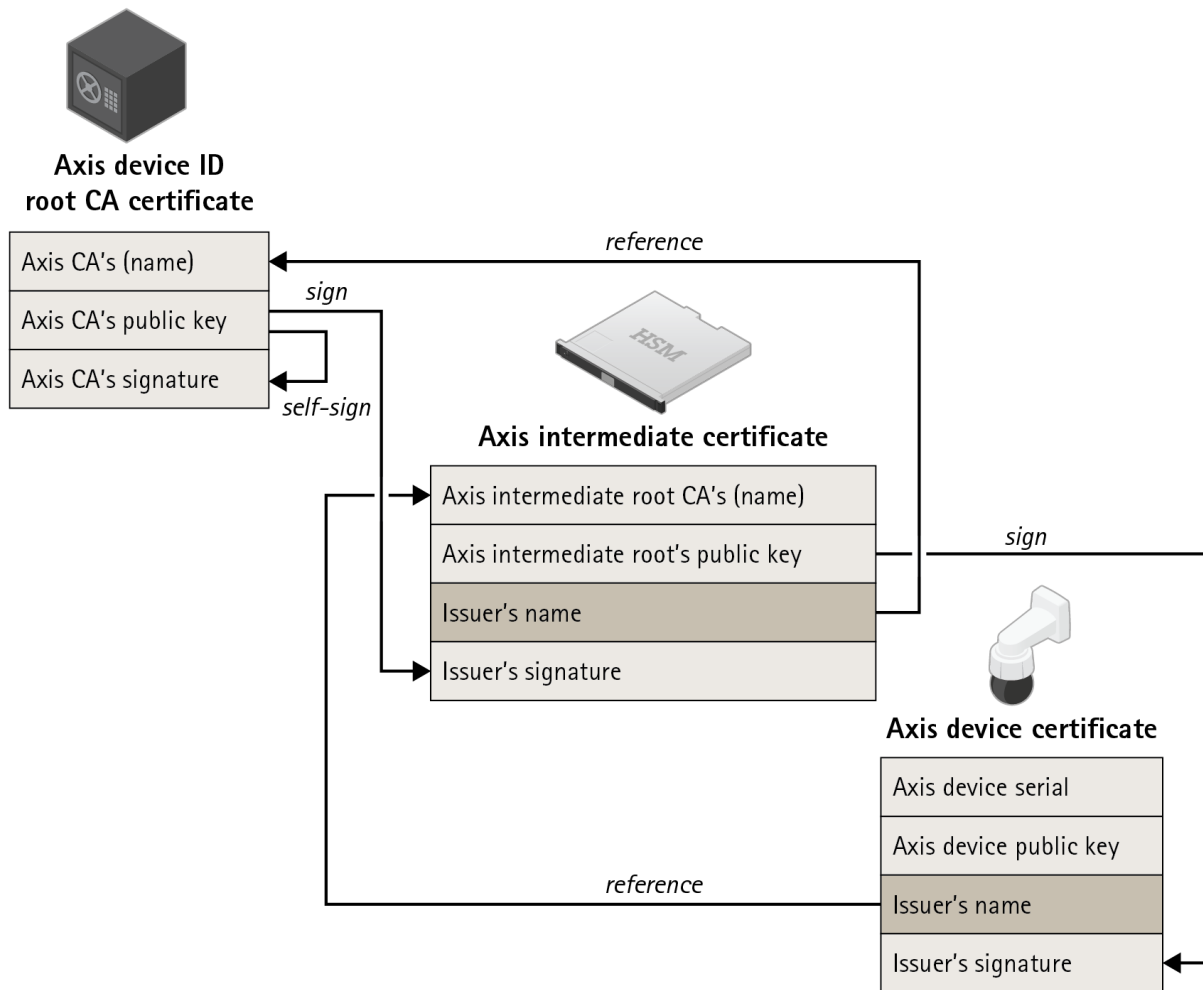 Axis device ID
root CA certificate
Axis CA's (name)
Axis CA's public key
Axis CA's signature
reference
sign
self-sign
HSM
Axis intermediate certificate
Axis intermediate root CA's (name)
Axis intermediate root's public key
Issuer's name
Issuer's signature
sign
Axis device certificate
Axis device serial
Axis device public key
Issuer's name
Issuer's signature
reference